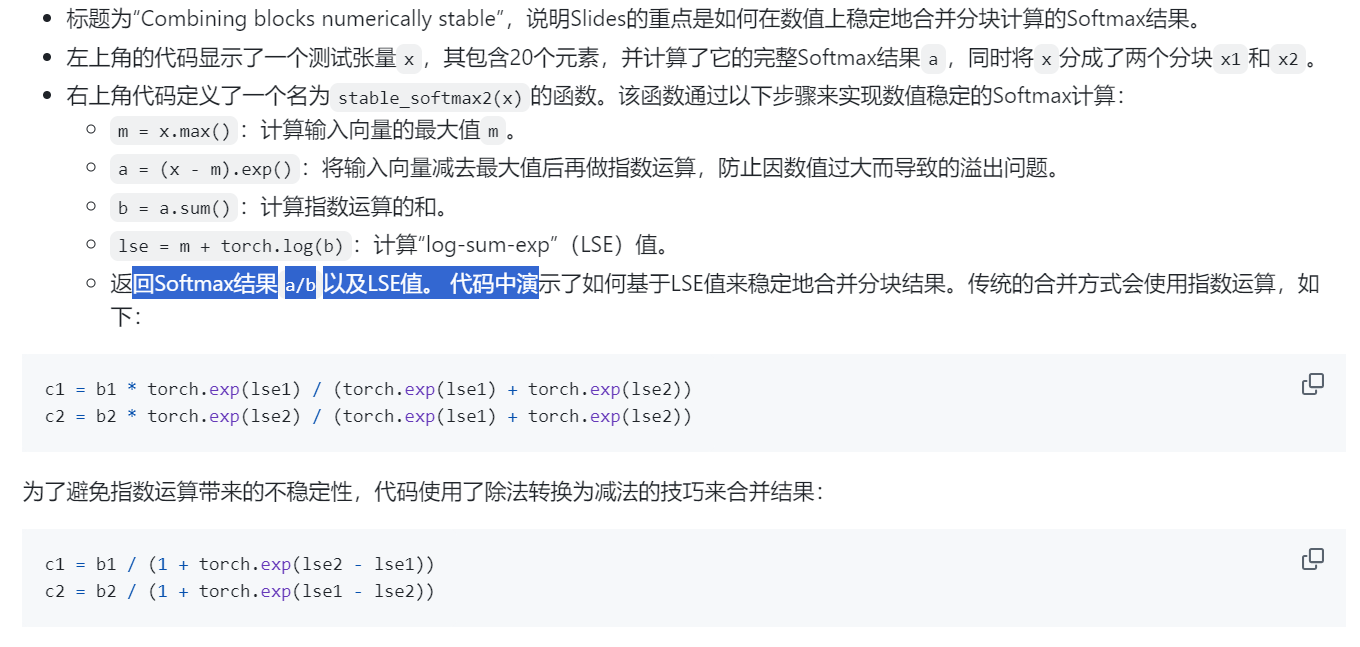 标题为“Combining blocks numerically stable”，说明Slides的重点是如何在数值上稳定地合并分块计算的Softmax结果。
左上角的代码显示了一个测试张量 x ，其包含20个元素，并计算了它的完整Softmax结果 a ，同时将 x 分成了两个分块 x1 和 x2 。
右上角代码定义了一个名为 stable_softmax2(x) 的函数。该函数通过以下步骤来实现数值稳定的Softmax计算：
m = x.max() ：计算输入向量的最大值 m 。
a = (x - m).exp() ：将输入向量减去最大值后再做指数运算，防止因数值过大而导致的溢出问题。
b = a.sum() ：计算指数运算的和。
lse = m + torch.log(b) ：计算“log-sum-exp”（LSE）值。
返回Softmax结果 a/b 以及LSE值。 代码中演示了如何基于LSE值来稳定地合并分块结果。传统的合并方式会使用指数运算，如
下：
c1 = b1 * torch.exp(lse1) / (torch.exp(lse1) + torch.exp(lse2))
c2 = b2 * torch.exp(lse2) / (torch.exp(lse1) + torch.exp(lse2))
为了避免指数运算带来的不稳定性，代码使用了除法转换为减法的技巧来合并结果：
c1 = b1 / (1 + torch.exp(lse2 - lse1))
c2 = b2 / (1 + torch.exp(lse1 - lse2))